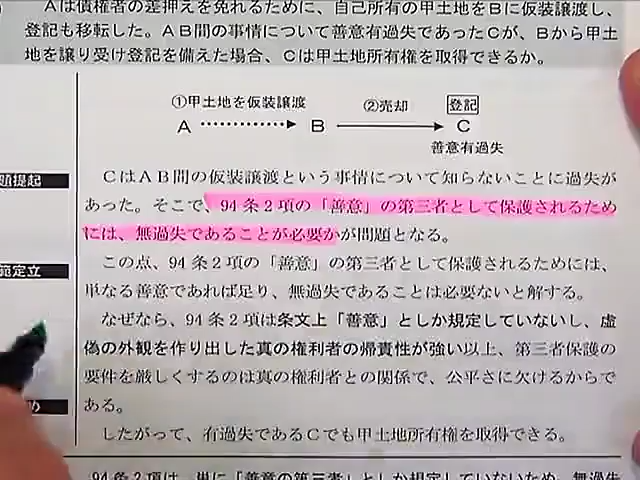 Aは債権者の差押えを免れるために、自己所有の甲土地をBに仮装譲渡し、
登記も移転した。AB間の事情について善意有過失であったCが、Bから甲土
地を譲り受け登記を備えた場合、Cは甲土地所有権を取得できるか。
①甲土地を仮装譲渡 ②売却 登記
A B C
善意有過失
題提起
CはAB間の仮装譲渡という事情について知らないことに過失が
あった。そこで、94条2項の「善意」の第三者として保護されるため
には、無過失であることが必要かが問題となる。
範定立
この点、94条2項の「善意」の第三者として保護されるためには、
単なる善意であれば足り、無過失であることは必要ないと解する。
なぜなら、94条2項は条文上「善意」としか規定していないし、虚
偽の外観を作り出した真の権利者の帰責性が強い以上、第三者保護の
要件を厳しくするのは真の権利者との関係で、公平さに欠けるからで
ある。
め
したがって、有過失であるCでも甲土地所有権を取得できる。
94条2項は、単に「善意の第三者」としか規定していないため、無過失